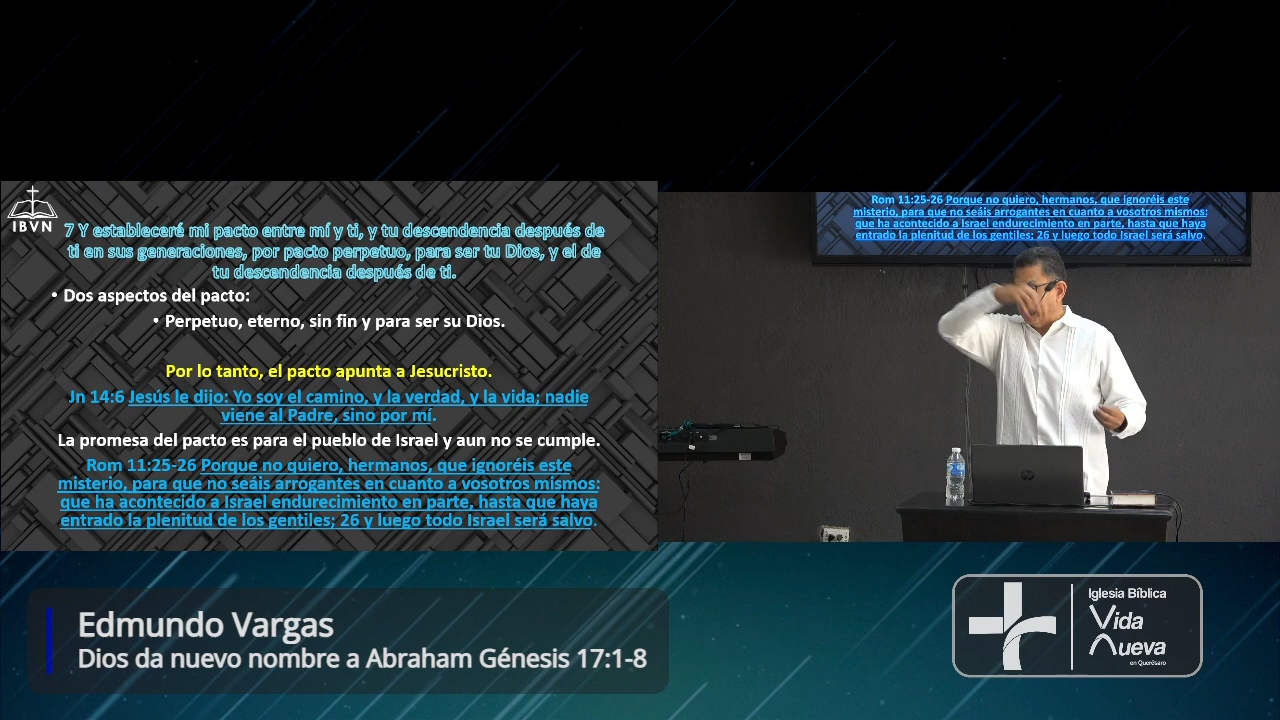 IBVN
7 Y estableceré mi pacto entre mí y ti, y tu descendencia después de
ti en sus generaciones, por pacto perpetuo, para ser tu Dios, y el de
tu descendencia después de ti.
• Dos aspectos del pacto:
• Perpetuo, eterno, sin fin y para ser su Dios.
Por lo tanto, el pacto apunta a Jesucristo.
Jn 14:6 Jesús le dijo: Yo soy el camino, y la verdad, y la vida; nadie
viene al Padre, sino por mí.
La promesa del pacto es para el pueblo de Israel y aun no se cumple.
Rom 11:25-26 Porque no quiero, hermanos, que ignoréis este
misterio, para que no seáis arrogantes en cuanto a vosotros mismos:
que ha acontecido a Israel endurecimiento en parte, hasta que haya
entrado la plenitud de los gentiles; 26 y luego todo Israel será salvo.
Rom 11:25-26 Porque no quiero, hermanos, que ignoréis este
misterio, para que no seáis arrogantes en cuanto a vosotros mismos:
que ha acontecido a Israel endurecimiento en parte, hasta que haya
entrado la plenitud de los gentiles; 26 y luego todo Israel será salvo.
hp
Edmundo Vargas
Dios da nuevo nombre a Abraham Génesis 17:1-8
Iglesia Bíblica
Vida
Nueva
en Querétaro